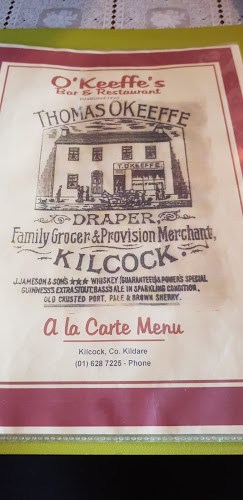 O'Keeffe's
Bar & Restaurant
THOMAS O'KEEFFE
T. O'KEEFFE.
DRAPER,
Family Grocer & Provision Merchant,
KILCOCK.
J.JAMESON & SONS ★★★ WHISKEY (GUARANTEED) & POWER'S SPECIAL
GUINNESS'S EXTRA STOUT, BASS'S ALE IN SPARKLING CONDITION,
OLD CRUSTED PORT, PALE & BROWN SHERRY.
A la Carte Menu
Kilcock, Co. Kildare
(01) 628 7225 - Phone